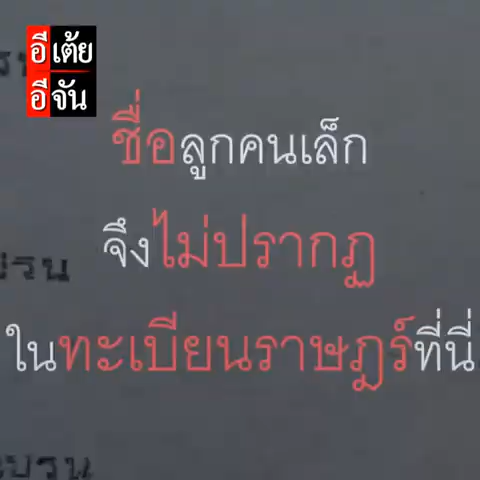 อีเต้ย
อีจัน
ชื่อลูกคนเล็ก
จึงไม่ปรากฏ
ในทะเบียนราษฎร์ที่นี่